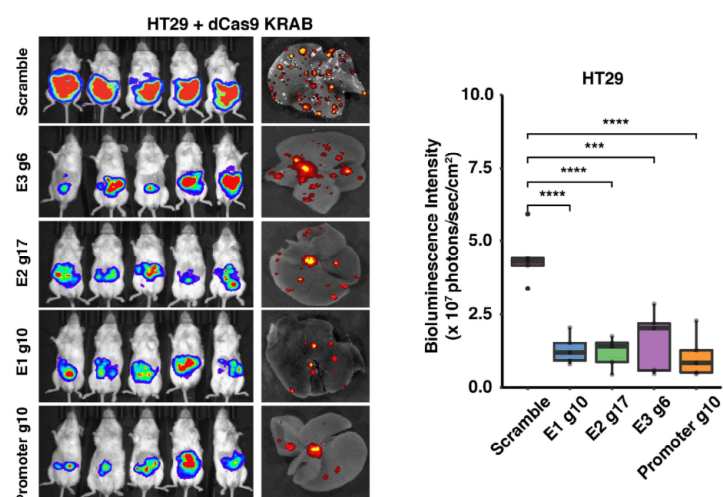 HT29 + dCas9 KRAB
Scramble
E3 g6
E2 g17
E1 g10
Promoter g10
HT29
Bioluminescence Intensity
(x 10⁷ photons/sec/cm²)
10.0
7.5
5.0
2.5
0.0
****
***
****
****
Scramble
E1 g10
E2 g17
E3 g6
Promoter g10